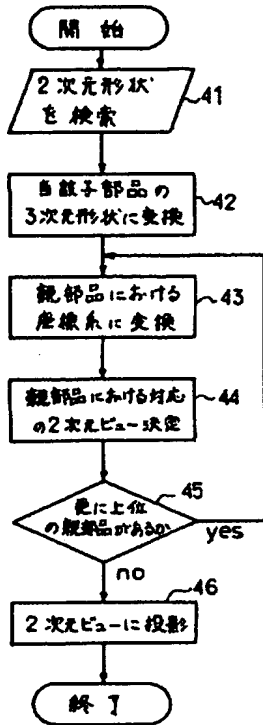 開始
2次元形状
を検索
41
当該子部品の
3次元形状に変換
42
親部品における
座標系に変換
43
親部品における対応
の2次元ビュー決定
44
更に上位
の親部品があるか
45
yes
no
46
2次元ビューに投影
終了